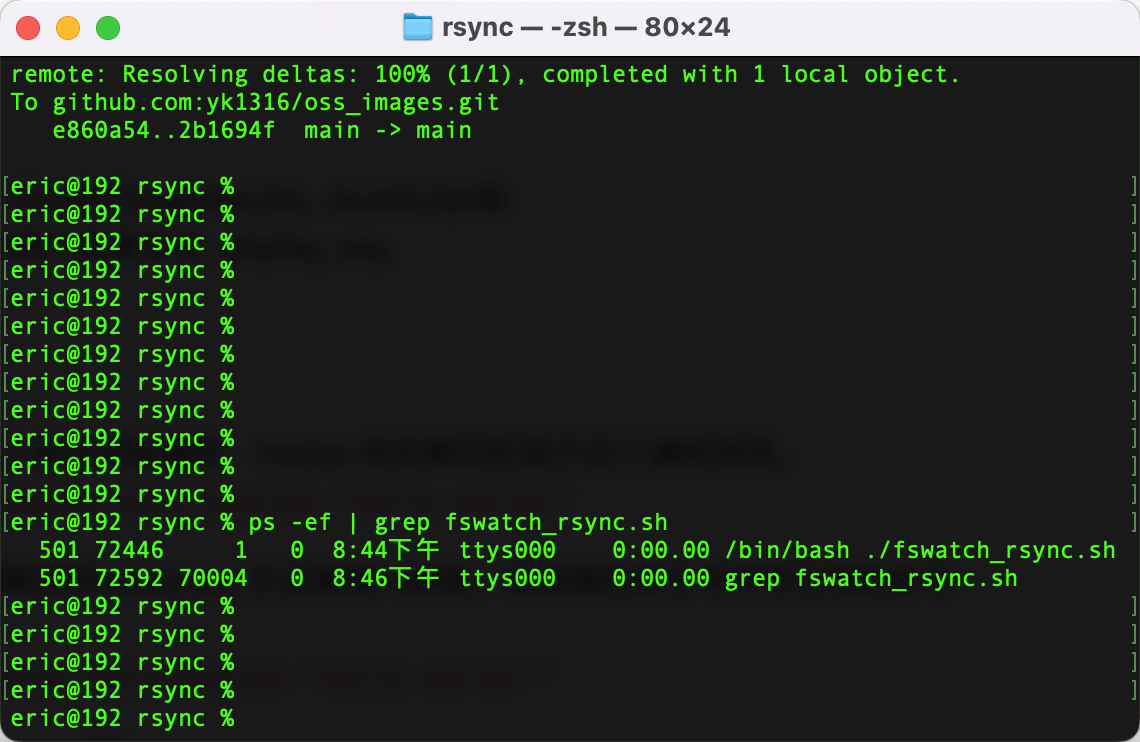 rsync — -zsh — 80×24
remote: Resolving deltas: 100% (1/1), completed with 1 local object.
To github.com:yk1316/oss_images.git
   e860a54..2b1694f  main -> main
[eric@192 rsync % ]
[eric@192 rsync % ]
[eric@192 rsync % ]
[eric@192 rsync % ]
[eric@192 rsync % ]
[eric@192 rsync % ]
[eric@192 rsync % ]
[eric@192 rsync % ]
[eric@192 rsync % ]
[eric@192 rsync % ]
[eric@192 rsync % ]
[eric@192 rsync % ]
[eric@192 rsync % ps -ef | grep fswatch_rsync.sh ]
  501 72446     1   0  8:44下午 ttys000    0:00.00 /bin/bash ./fswatch_rsync.sh
  501 72592 70004   0  8:46下午 ttys000    0:00.00 grep fswatch_rsync.sh
[eric@192 rsync % ]
[eric@192 rsync % ]
[eric@192 rsync % ]
[eric@192 rsync % ]
eric@192 rsync %